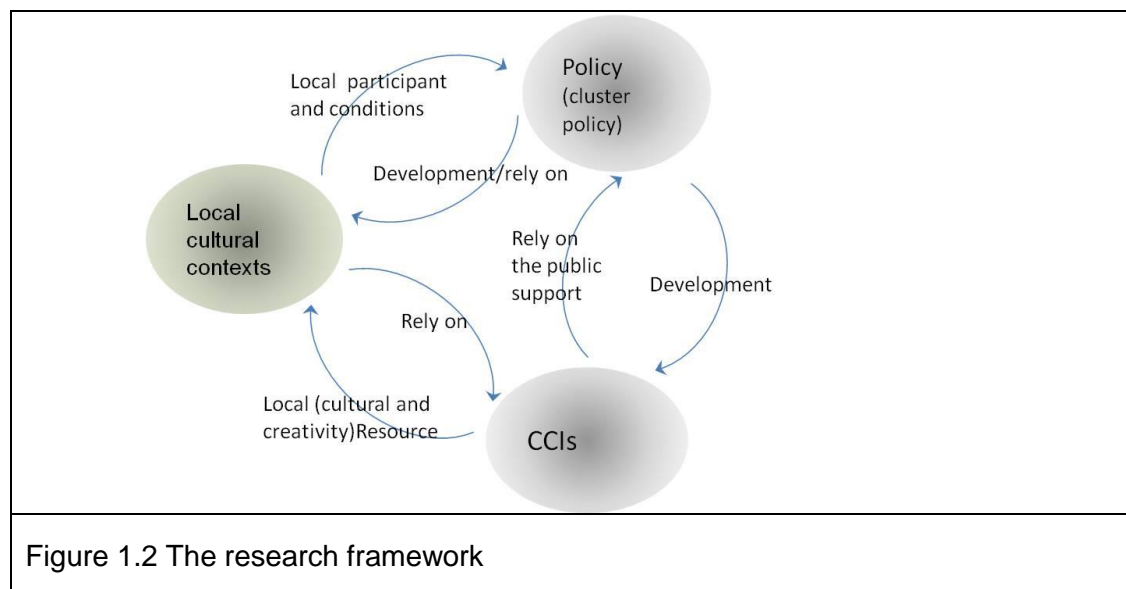 Local participant
and conditions
Policy
(cluster
policy)
Development/rely on
Local
cultural
contexts
Rely on
the public
support
Development
Rely on
Local (cultural and
creativity)Resource
CCIs
Figure 1.2 The research framework